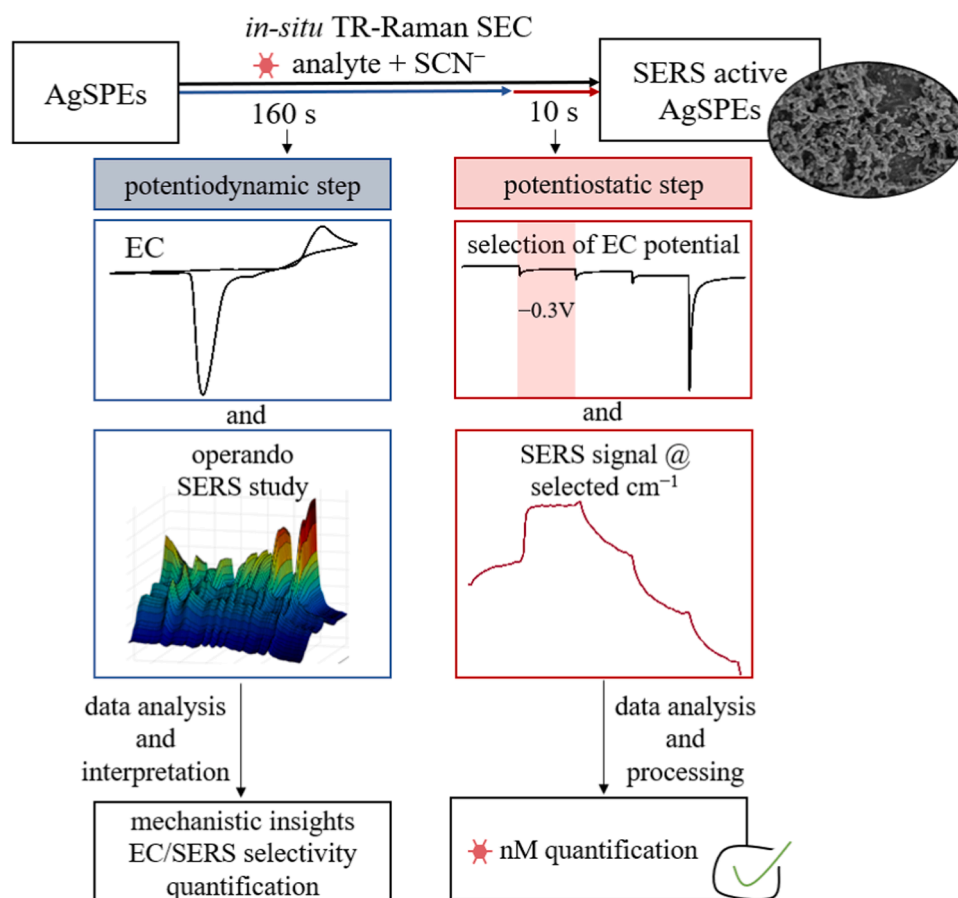 in-situ TR-Raman SEC
analyte + SCN⁻
AgSPEs
SERS active
AgSPEs
160 s
10 s
potentiodynamic step
potentiostatic step
EC
selection of EC potential
−0.3V
and
and
operando
SERS study
SERS signal @
selected cm⁻¹
data analysis
and
interpretation
data analysis
and
processing
mechanistic insights
EC/SERS selectivity
quantification
nM quantification